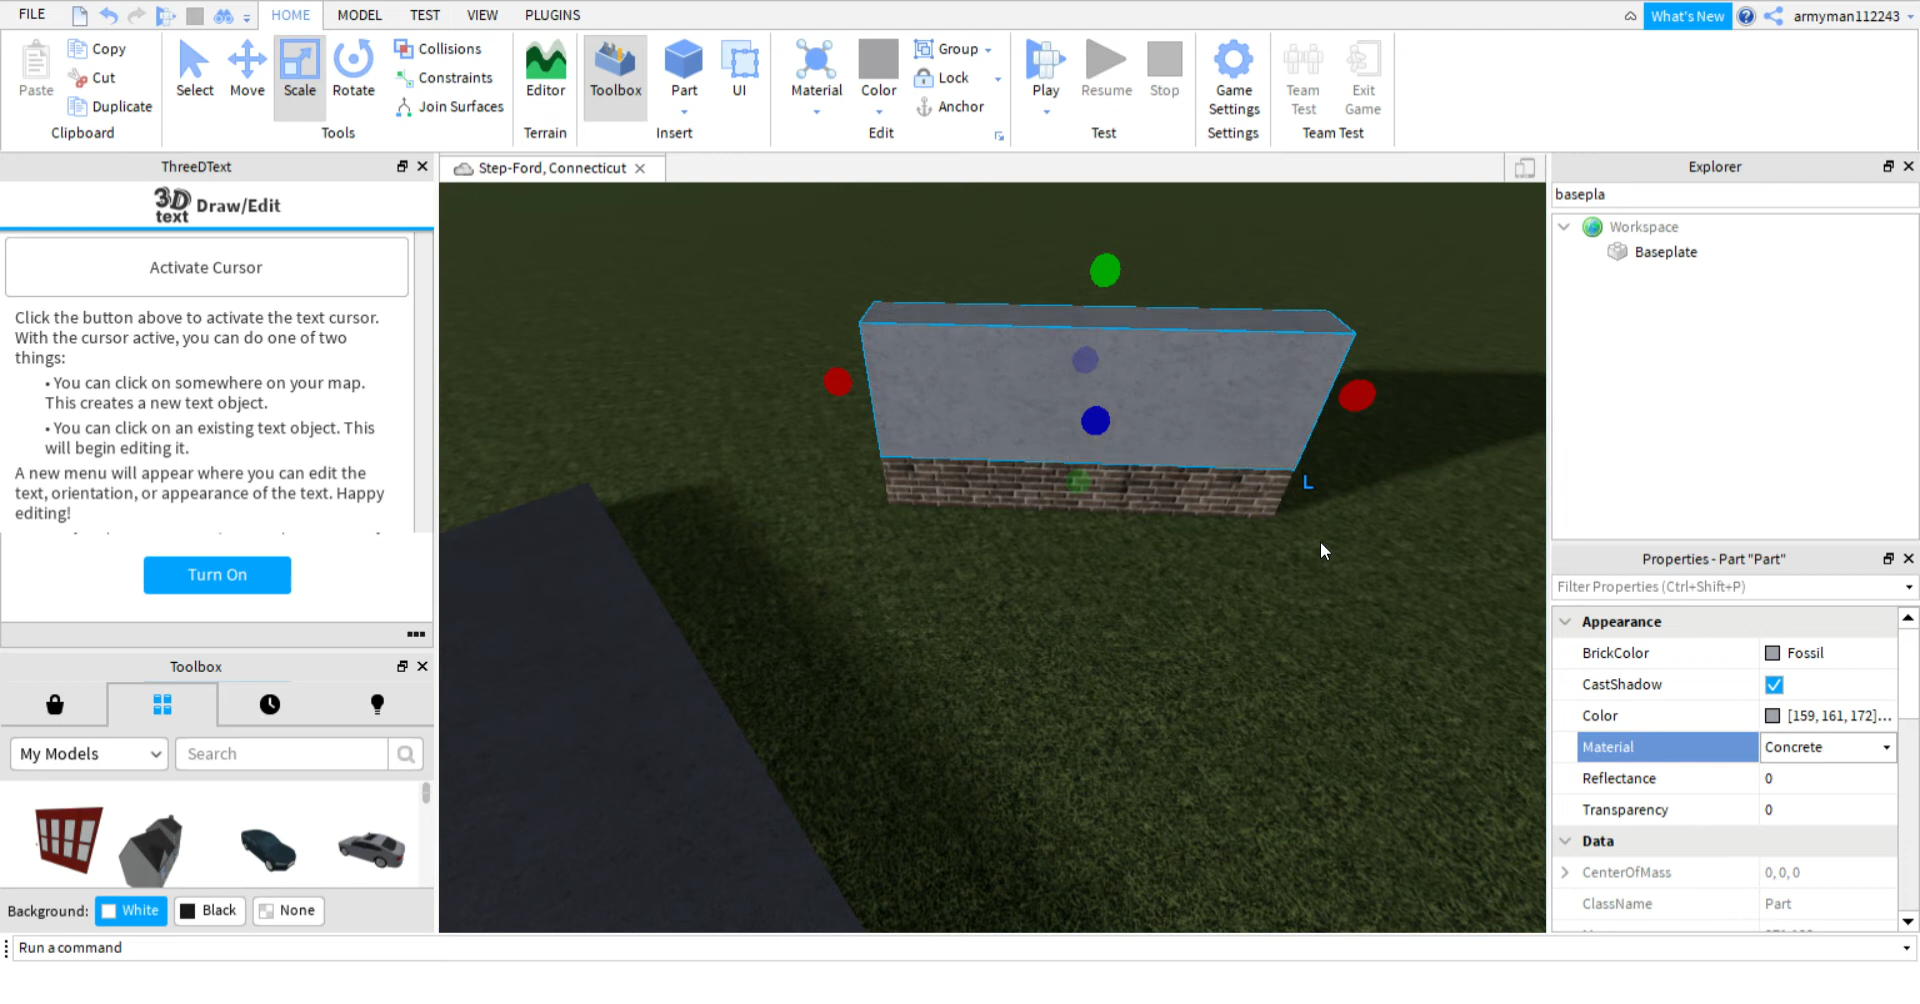 FILE HOME MODEL TEST VIEW PLUGINS What's New armyman112243
Paste Copy Cut Duplicate
Select Move Scale Rotate
Collisions Constraints Join Surfaces
Editor Toolbox Part UI
Material Color Group Lock Anchor
Play Resume Stop
Game Settings
Team Test
Exit Game
Clipboard Tools Terrain Insert Edit Test Settings Team Test
ThreeDText
3D text Draw/Edit
Activate Cursor
Click the button above to activate the text cursor.
With the cursor active, you can do one of two
things:
• You can click on somewhere on your map.
This creates a new text object.
• You can click on an existing text object. This
will begin editing it.
A new menu will appear where you can edit the
text, orientation, or appearance of the text. Happy
editing!
Turn On
Toolbox
My Models Search
Background: White Black None
Run a command
Step-Ford, Connecticut
L
Explorer
basepla
Workspace
Baseplate
Properties - Part "Part"
Filter Properties (Ctrl+Shift+P)
Appearance
BrickColor Fossil
CastShadow
Color [159, 161, 172]...
Material Concrete
Reflectance 0
Transparency 0
Data
CenterOfMass 0, 0, 0
ClassName Part